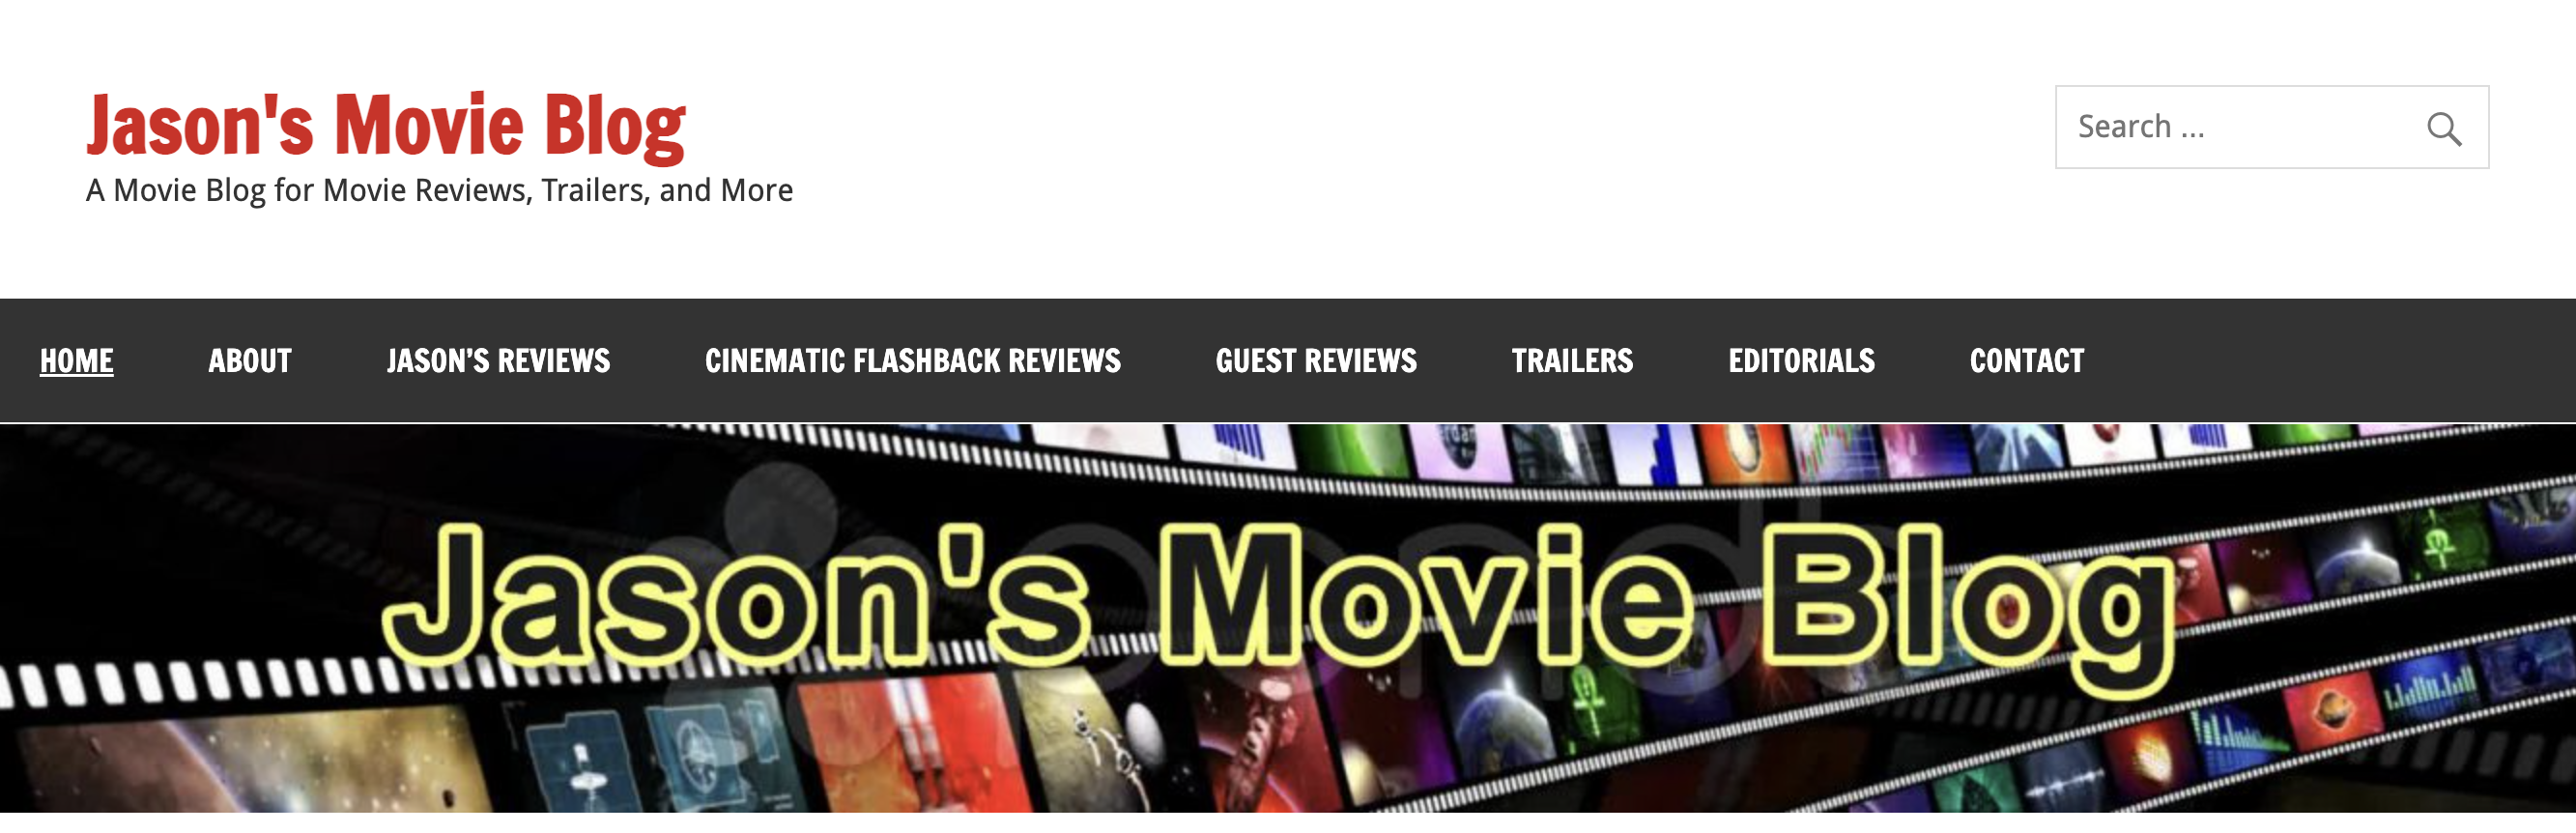 Jason's Movie Blog
A Movie Blog for Movie Reviews, Trailers, and More
Search ...
HOME ABOUT JASON’S REVIEWS CINEMATIC FLASHBACK REVIEWS GUEST REVIEWS TRAILERS EDITORIALS CONTACT
Jason's Movie Blog